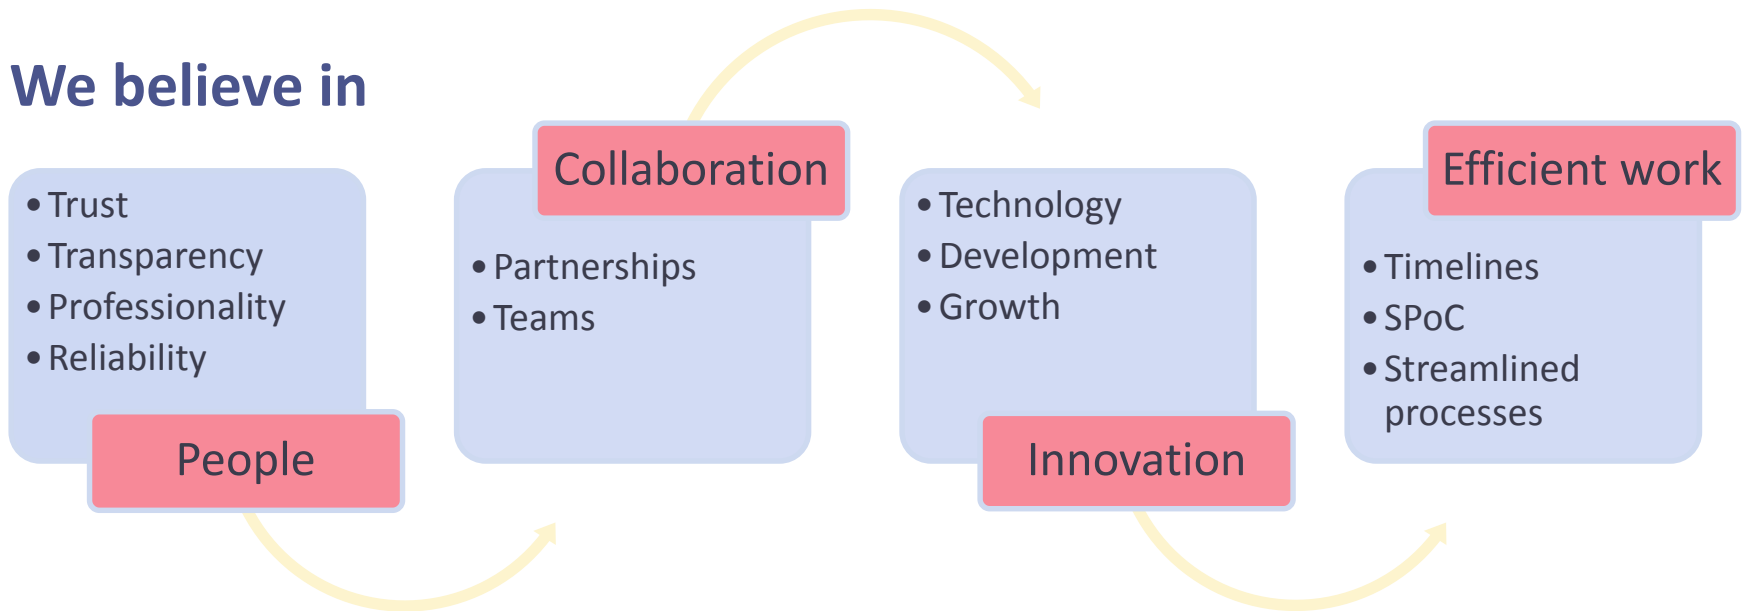 We believe in
• Trust
• Transparency
• Professionality
• Reliability
People
Collaboration
• Partnerships
• Teams
• Technology
• Development
• Growth
Innovation
Efficient work
• Timelines
• SPoC
• Streamlined
processes